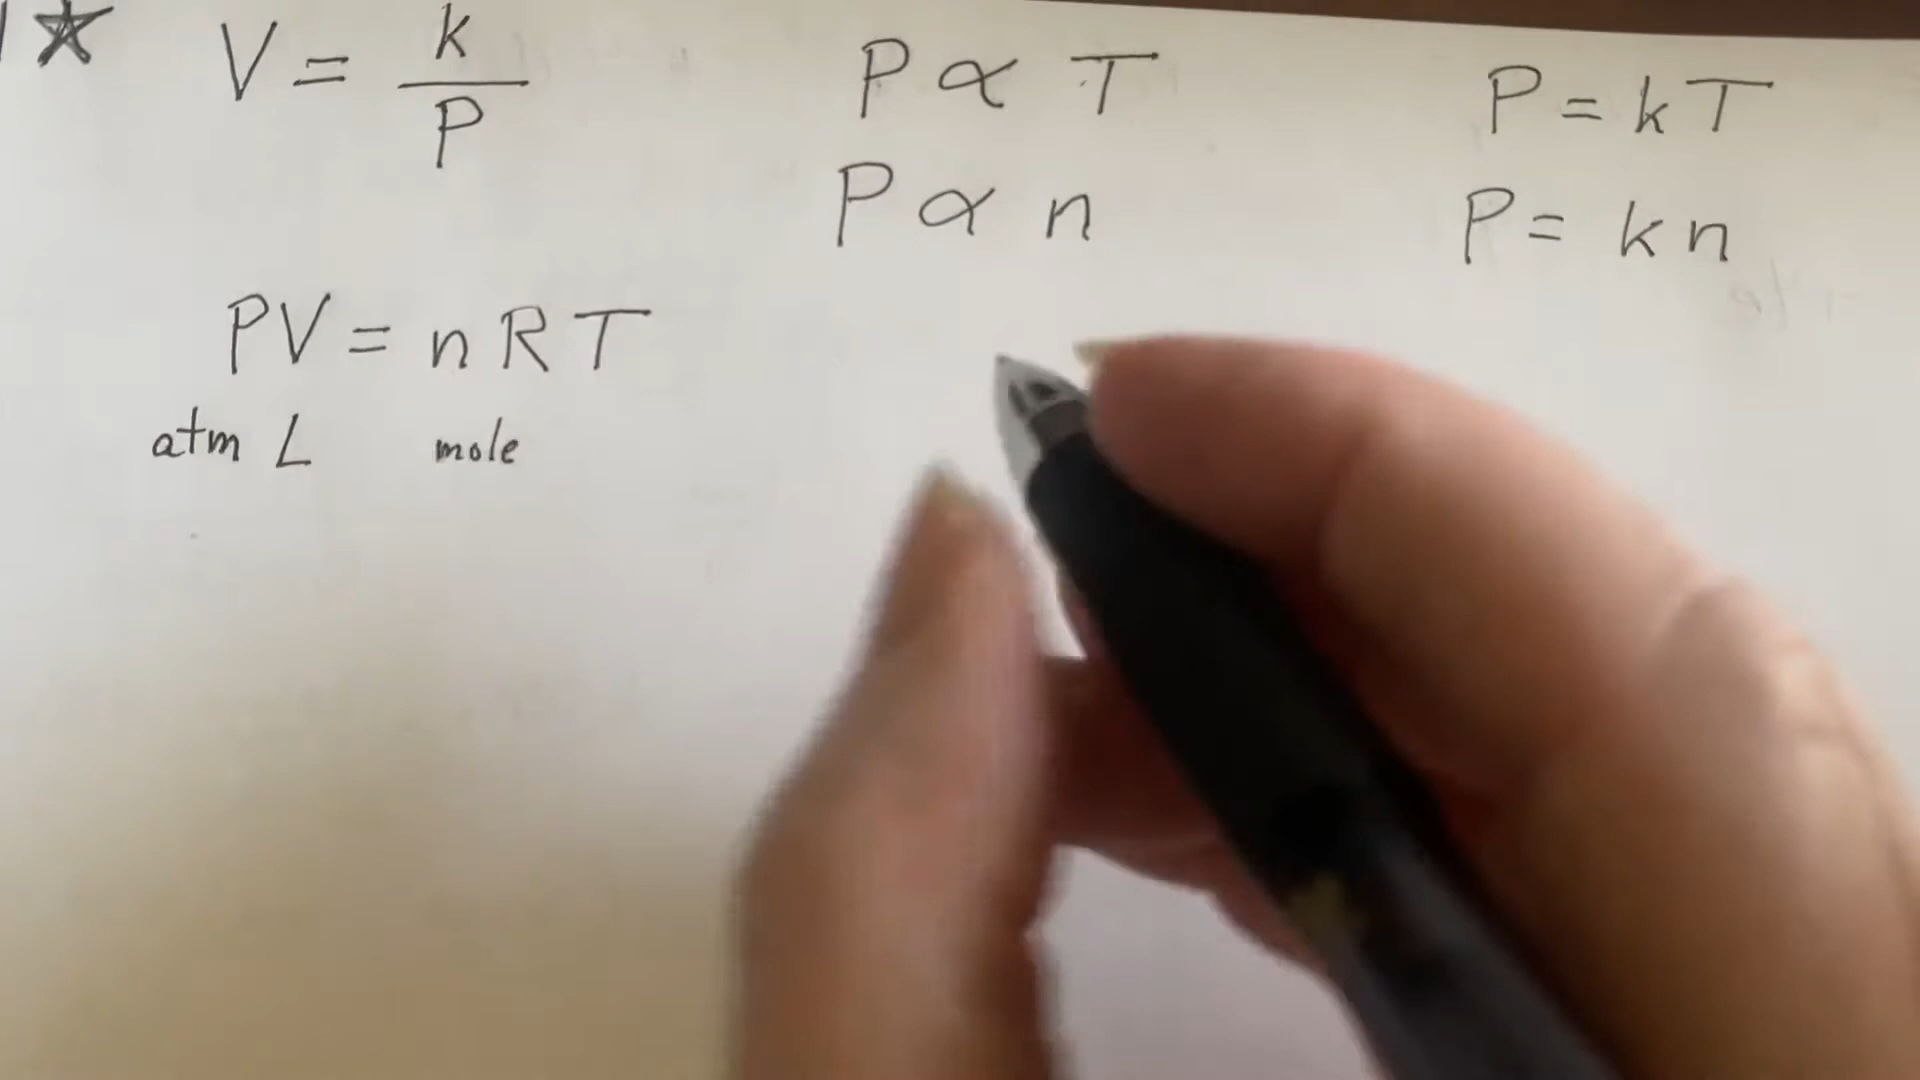 V = k/P
P ∝ T
P = kT
P ∝ n
P = kn
PV = nRT
atm L mole